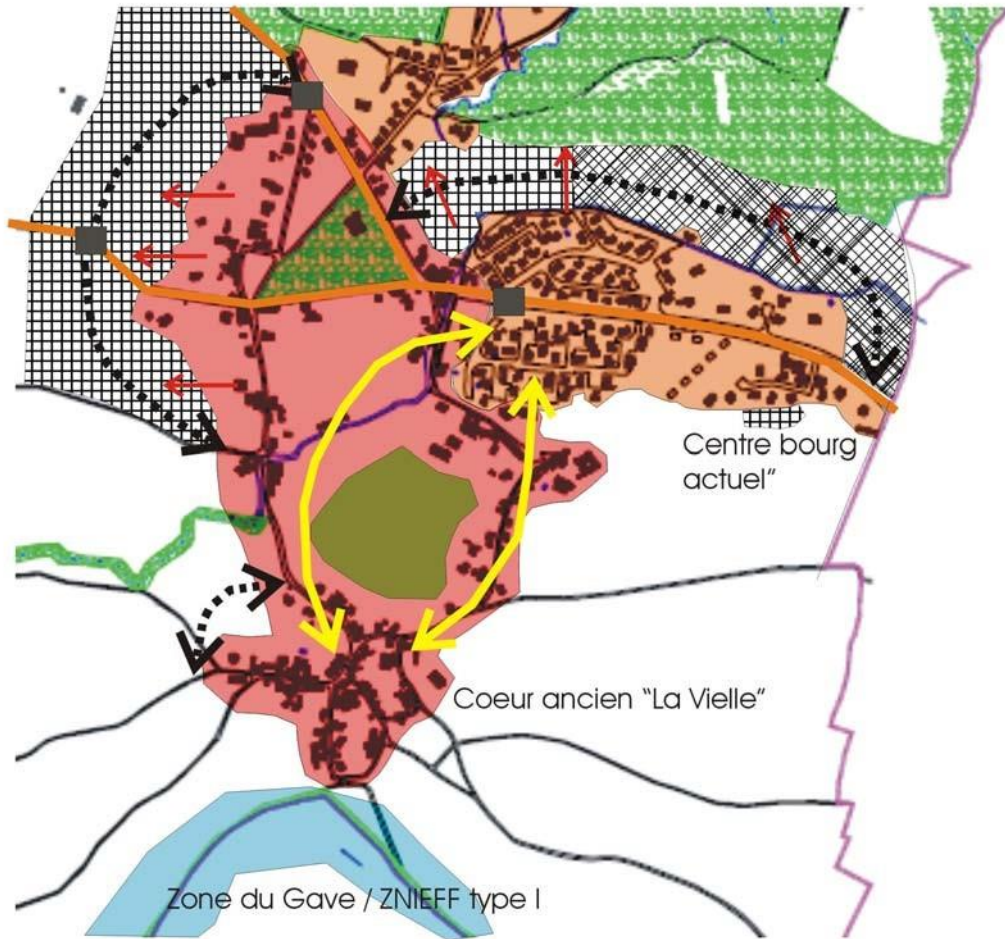 Centre bourg
actuel"
Coeur ancien "La Vielle"
Zone du Gave / ZNIEFF type I